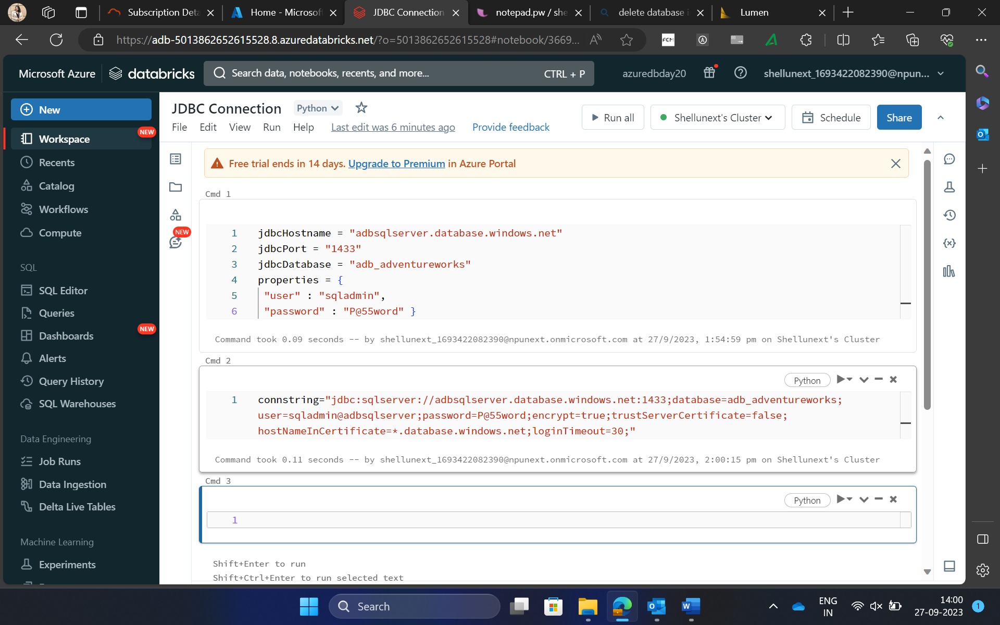 Subscription Deta
Home - Microsoft
JDBC Connection
notepad.pw / she
delete database i
Lumen
https://adb-5013862652615528.8.azuredatabricks.net/?o=5013862652615528#notebook/3669...
Microsoft Azure
databricks
Search data, notebooks, recents, and more...
CTRL + P
azuredbday20
shellunext_1693422082390@npun...
New
Workspace
NEW
Recents
Catalog
Workflows
Compute
SQL
SQL Editor
Queries
Dashboards
NEW
Alerts
Query History
SQL Warehouses
Data Engineering
Job Runs
Data Ingestion
Delta Live Tables
Machine Learning
Experiments
JDBC Connection
Python
File Edit View Run Help
Last edit was 6 minutes ago
Provide feedback
Run all
Shellunext's Cluster
Schedule
Share
NEW
Free trial ends in 14 days. Upgrade to Premium in Azure Portal
Cmd 1
1 jdbcHostname = "adbsqlserver.database.windows.net"
2 jdbcPort = "1433"
3 jdbcDatabase = "adb_adventureworks"
4 properties = {
5 "user" : "sqladmin",
6 "password" : "P@55word" }
Command took 0.09 seconds -- by shellunext_1693422082390@npunext.onmicrosoft.com at 27/9/2023, 1:54:59 pm on Shellunext's Cluster
Cmd 2
Python
1 connstring="jdbc:sqlserver://adbsqlserver.database.windows.net:1433;database=adb_adventureworks;
user=sqladmin@adbsqlserver;password=P@55word;encrypt=true;trustServerCertificate=false;
hostNameInCertificate=*.database.windows.net;loginTimeout=30;"
Command took 0.11 seconds -- by shellunext_1693422082390@npunext.onmicrosoft.com at 27/9/2023, 2:00:15 pm on Shellunext's Cluster
Cmd 3
Python
1
Shift+Enter to run
Shift+Ctrl+Enter to run selected text
Search
ENG
IN
14:00
27-09-2023
1